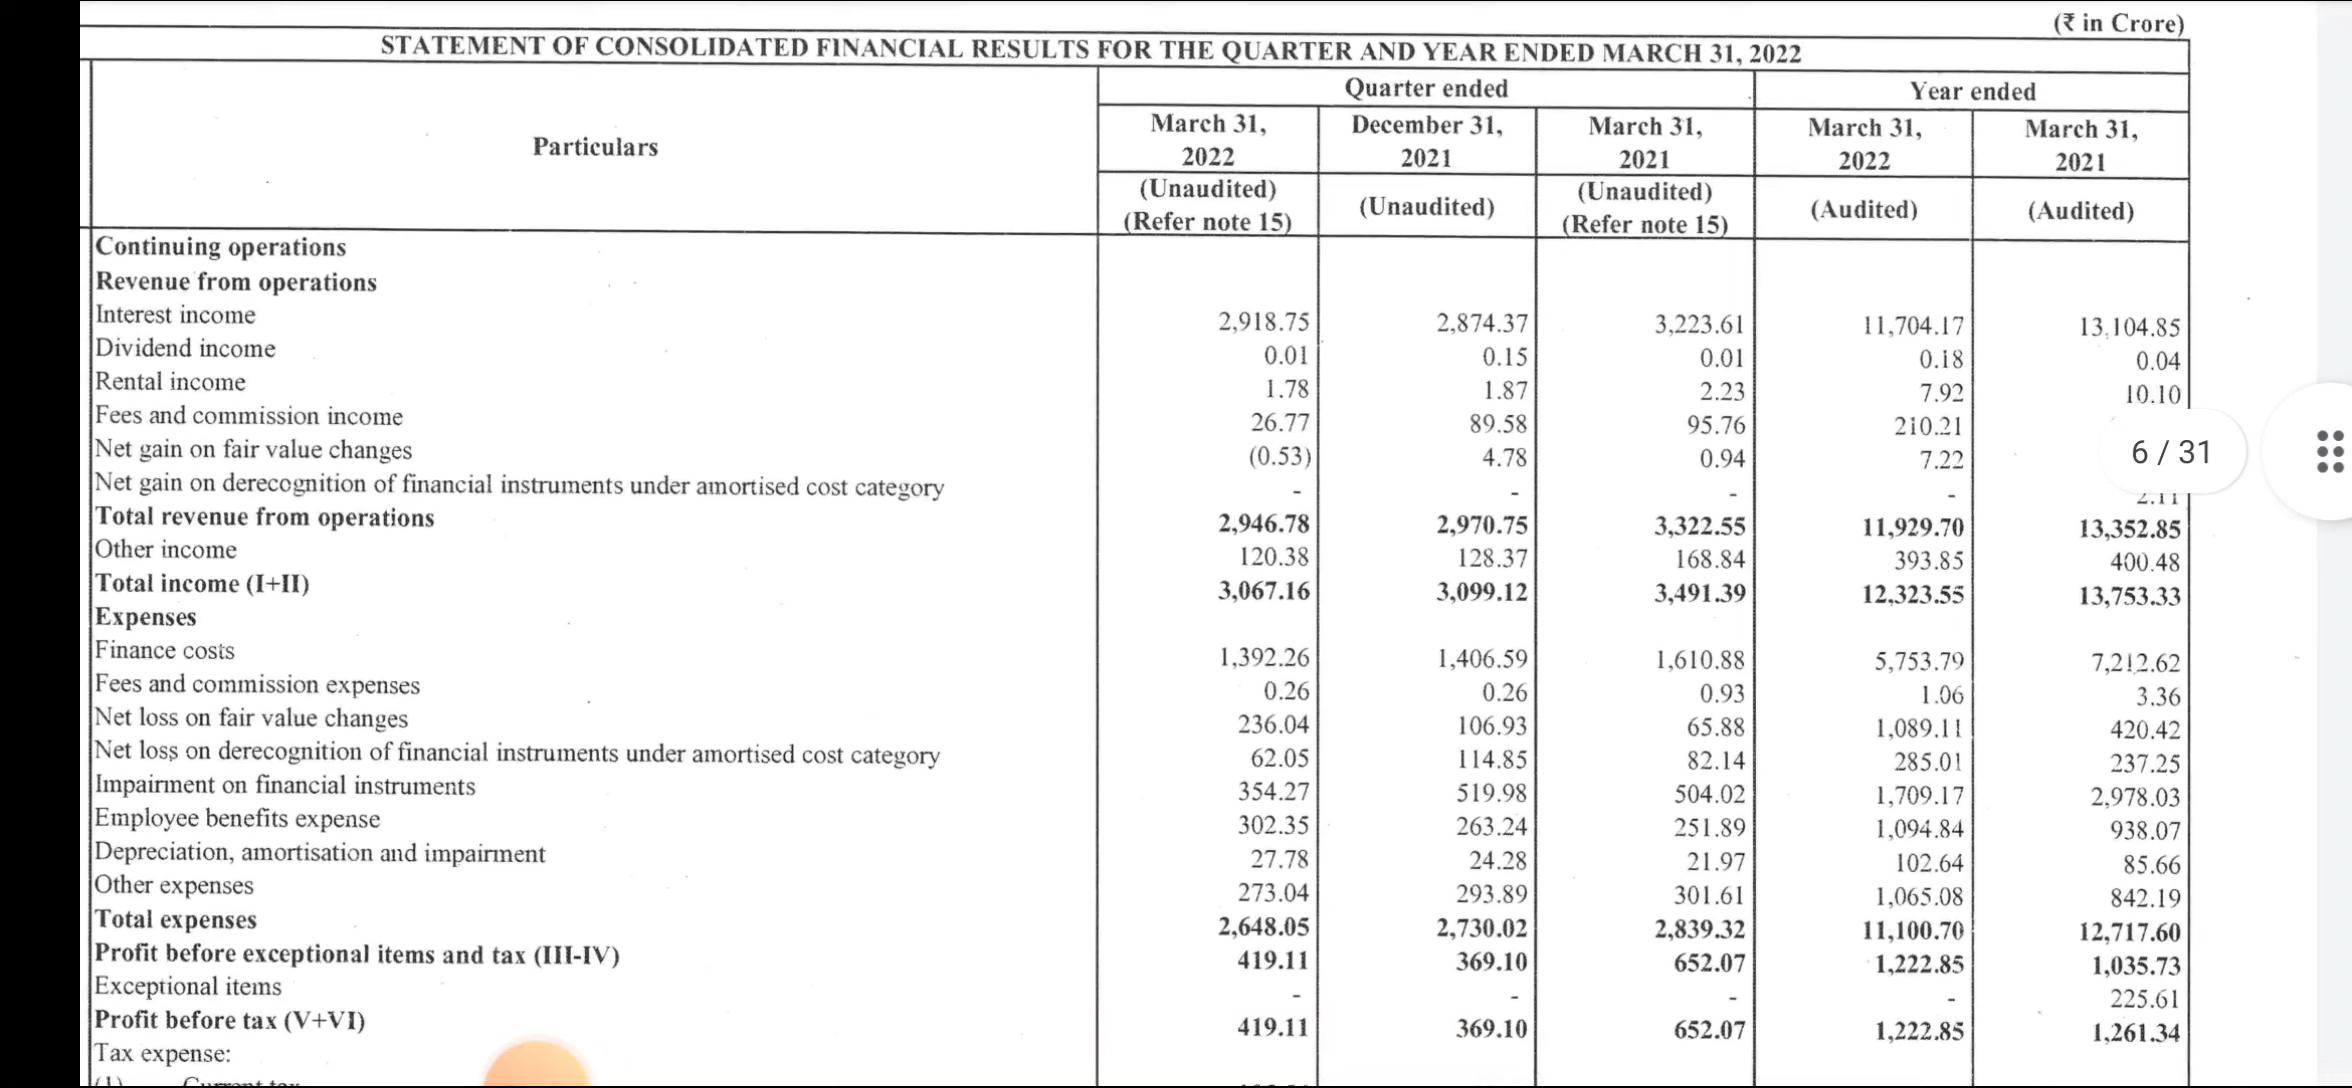 (₹ in Crore)
STATEMENT OF CONSOLIDATED FINANCIAL RESULTS FOR THE QUARTER AND YEAR ENDED MARCH 31, 2022
Particulars Quarter ended Year ended
March 31, 2022 December 31, 2021 March 31, 2021 March 31, 2022 March 31, 2021
(Unaudited) (Refer note 15) (Unaudited) (Unaudited) (Refer note 15) (Audited) (Audited)
Continuing operations
Revenue from operations
Interest income 2,918.75 2,874.37 3,223.61 11,704.17 13,104.85
Dividend income 0.01 0.15 0.01 0.18 0.04
Rental income 1.78 1.87 2.23 7.92 10.10
Fees and commission income 26.77 89.58 95.76 210.21
Net gain on fair value changes (0.53) 4.78 0.94 7.22
6 / 31
Net gain on derecognition of financial instruments under amortised cost category - - - - 2.11
Total revenue from operations 2,946.78 2,970.75 3,322.55 11,929.70 13,352.85
Other income 120.38 128.37 168.84 393.85 400.48
Total income (I+II) 3,067.16 3,099.12 3,491.39 12,323.55 13,753.33
Expenses
Finance costs 1,392.26 1,406.59 1,610.88 5,753.79 7,212.62
Fees and commission expenses 0.26 0.26 0.93 1.06 3.36
Net loss on fair value changes 236.04 106.93 65.88 1,089.11 420.42
Net loss on derecognition of financial instruments under amortised cost category 62.05 114.85 82.14 285.01 237.25
Impairment on financial instruments 354.27 519.98 504.02 1,709.17 2,978.03
Employee benefits expense 302.35 263.24 251.89 1,094.84 938.07
Depreciation, amortisation and impairment 27.78 24.28 21.97 102.64 85.66
Other expenses 273.04 293.89 301.61 1,065.08 842.19
Total expenses 2,648.05 2,730.02 2,839.32 11,100.70 12,717.60
Profit before exceptional items and tax (III-IV) 419.11 369.10 652.07 1,222.85 1,035.73
Exceptional items - - - - 225.61
Profit before tax (V+VI) 419.11 369.10 652.07 1,222.85 1,261.34
Tax expense: